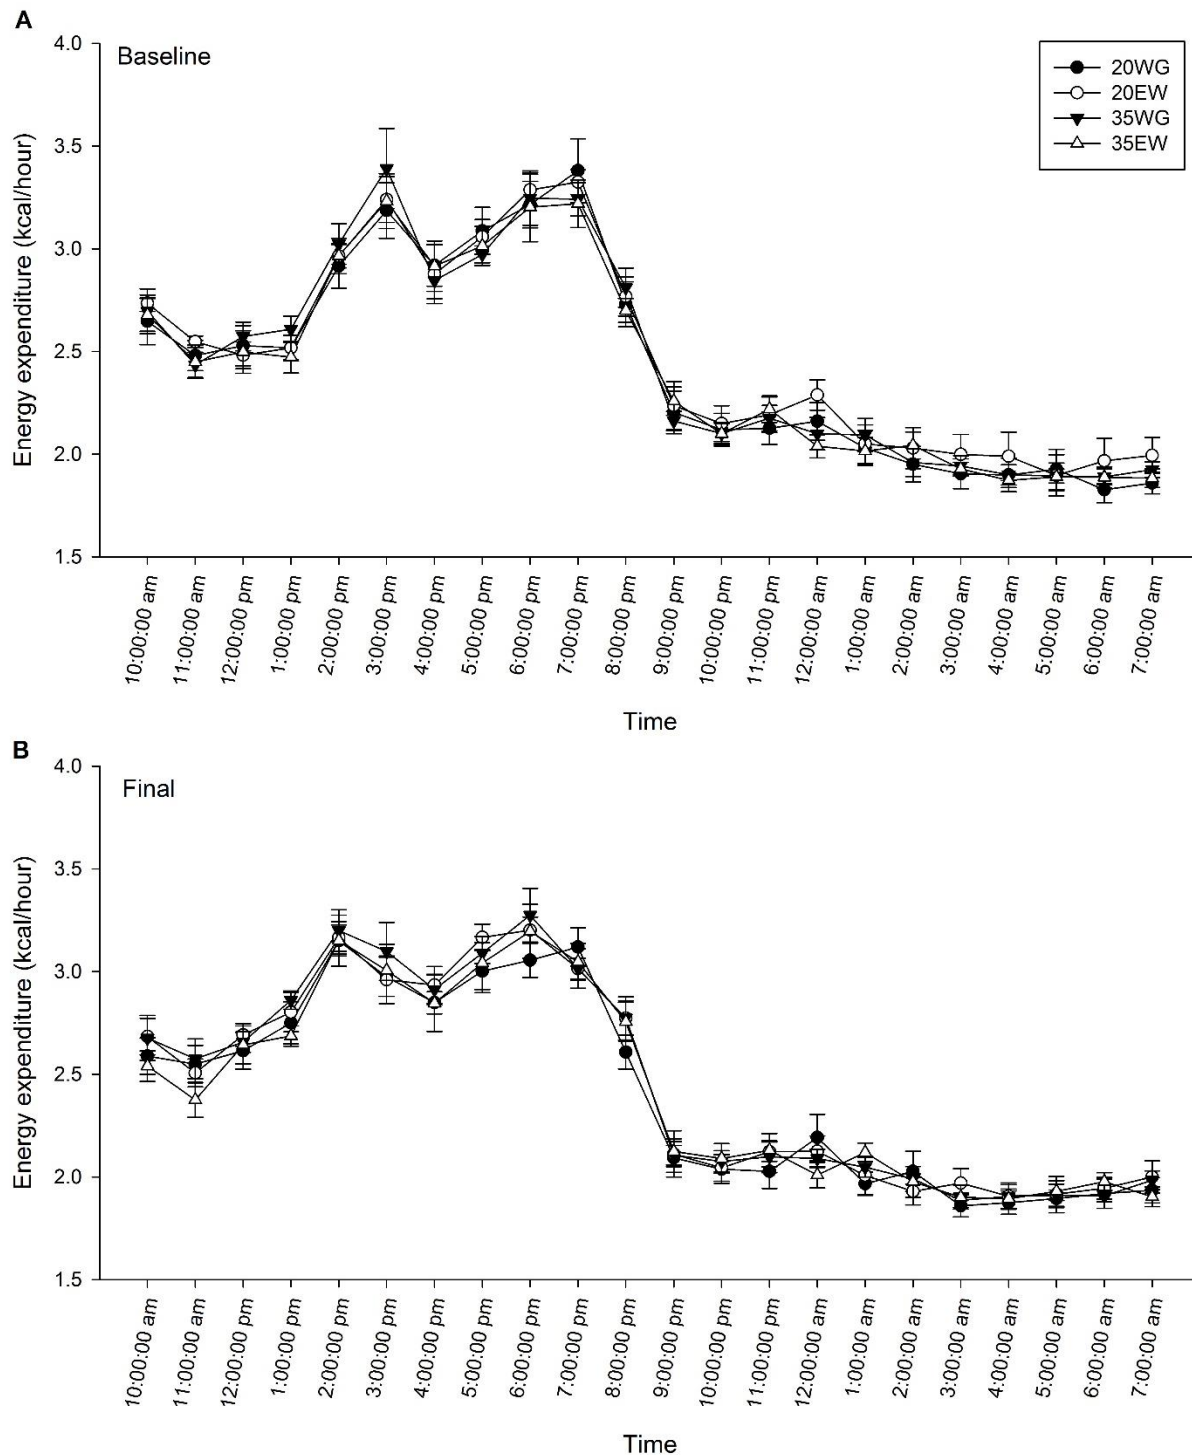 A
Baseline
20WG
20EW
35WG
35EW
4.0
3.5
3.0
2.5
2.0
1.5
Energy expenditure (kcal/hour)
10:00:00 am
11:00:00 am
12:00:00 pm
1:00:00 pm
2:00:00 pm
3:00:00 pm
4:00:00 pm
5:00:00 pm
6:00:00 pm
7:00:00 pm
8:00:00 pm
9:00:00 pm
10:00:00 pm
11:00:00 pm
12:00:00 am
1:00:00 am
2:00:00 am
3:00:00 am
4:00:00 am
5:00:00 am
6:00:00 am
7:00:00 am
Time
B
Final
4.0
3.5
3.0
2.5
2.0
1.5
Energy expenditure (kcal/hour)
10:00:00 am
11:00:00 am
12:00:00 pm
1:00:00 pm
2:00:00 pm
3:00:00 pm
4:00:00 pm
5:00:00 pm
6:00:00 pm
7:00:00 pm
8:00:00 pm
9:00:00 pm
10:00:00 pm
11:00:00 pm
12:00:00 am
1:00:00 am
2:00:00 am
3:00:00 am
4:00:00 am
5:00:00 am
6:00:00 am
7:00:00 am
Time